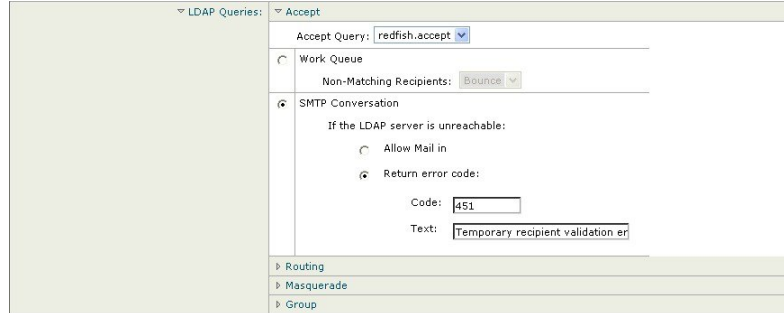 LDAP Queries:
Accept
Accept Query: redfish.accept
Work Queue
Non-Matching Recipients: Bounce
SMTP Conversation
If the LDAP server is unreachable:
Allow Mail in
Return error code:
Code: 451
Text: Temporary recipient validation er
Routing
Masquerade
Group